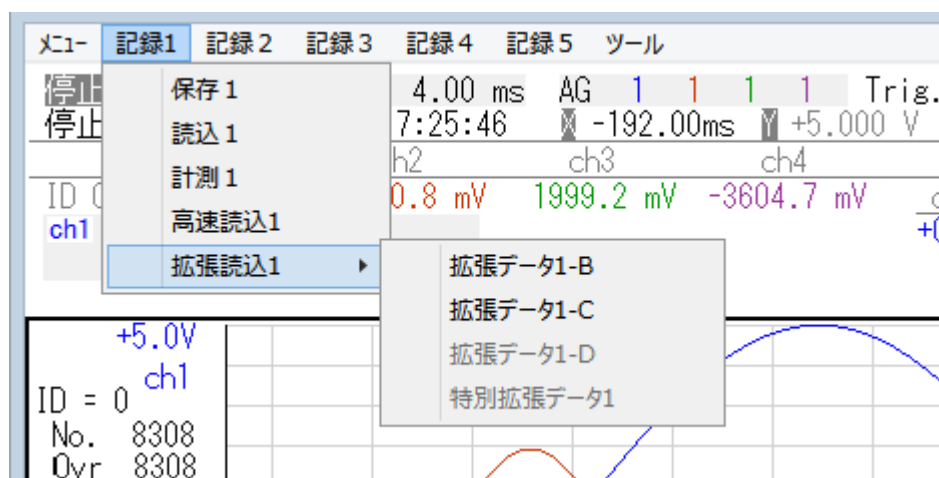 メニュー 記録1 記録２ 記録３ 記録４ 記録５ ツール
停止 4.00 ms AG 1 1 1 1 Trig.
停止 7:25:46 X -192.00ms Y +5.000 V
h2 ch3 ch4
ID 0.8 mV 1999.2 mV -3604.7 mV
ch1
保存１
読込１
計測１
高速読込1
拡張読込1
拡張データ1-B
拡張データ1-C
拡張データ1-D
特別拡張データ1
+5.0V
ch1
ID = 0
No. 8308
Ovr 8308